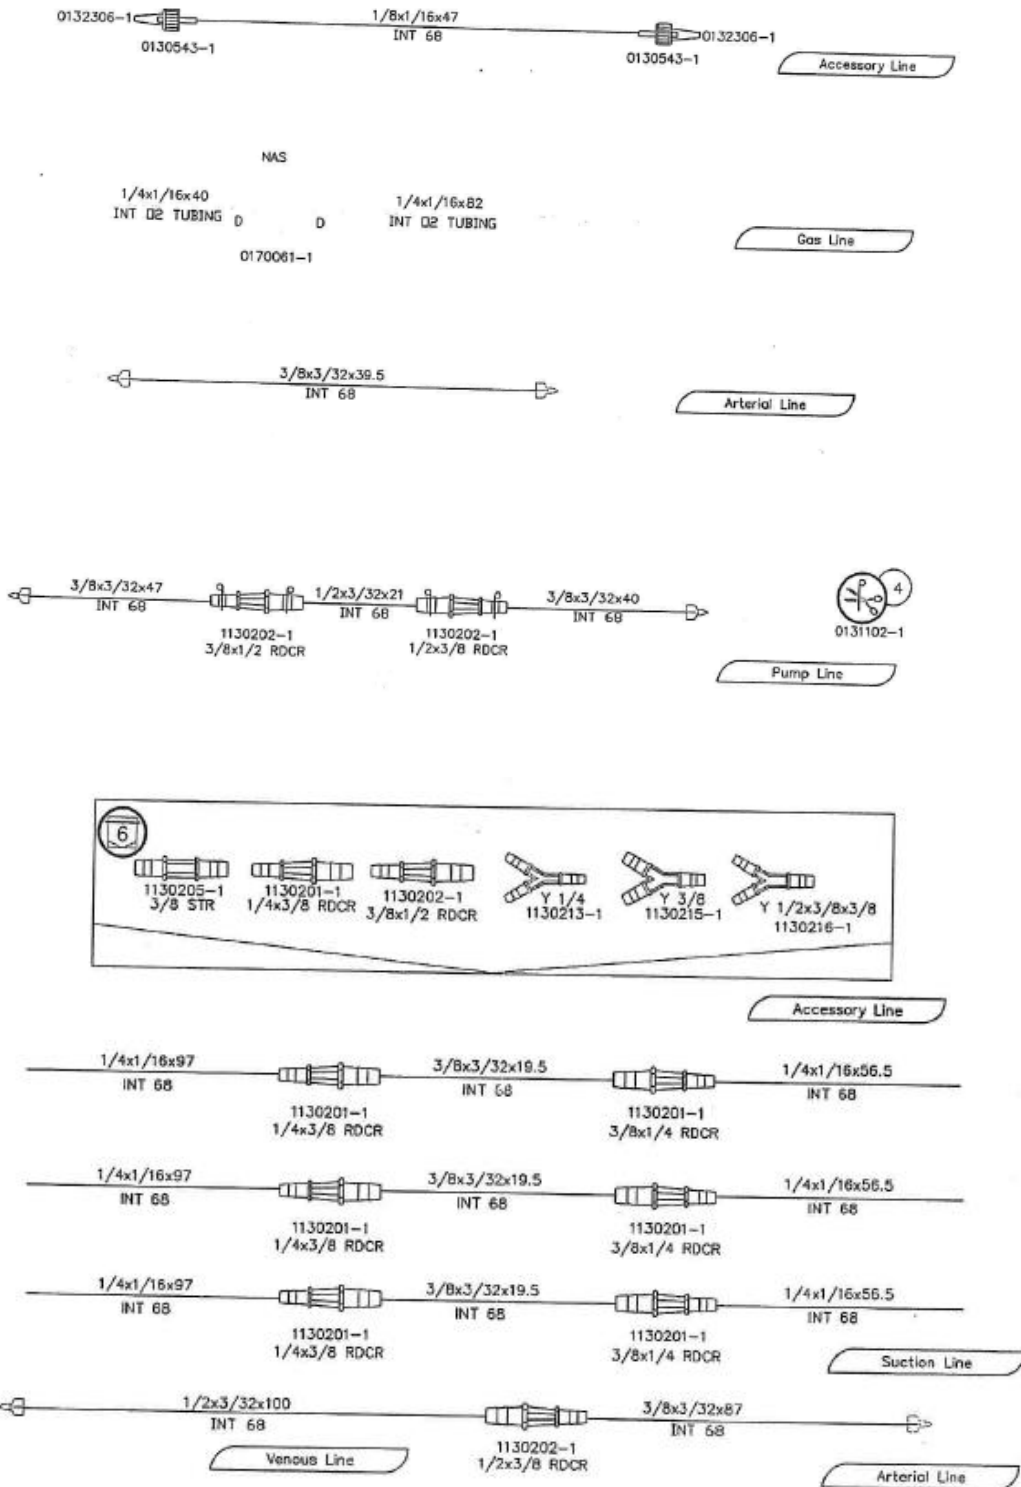 0132306-1
1/8x1/16x47
INT 68
0130543-1
0132306-1
0130543-1
Accessory Line
NAS
1/4x1/16x40
INT O2 TUBING
D
D
1/4x1/16x82
INT O2 TUBING
0170061-1
Gas Line
3/8x3/32x39.5
INT 68
Arterial Line
3/8x3/32x47
INT 68
1130202-1
3/8x1/2 RDCR
1/2x3/32x21
INT 68
1130202-1
1/2x3/8 RDCR
3/8x3/32x40
INT 68
4
0131102-1
Pump Line
6
1130205-1
3/8 STR
1130201-1
1/4x3/8 RDCR
1130202-1
3/8x1/2 RDCR
Y 1/4
1130213-1
Y 3/8
1130215-1
Y 1/2x3/8x3/8
1130216-1
Accessory Line
1/4x1/16x97
INT 68
1130201-1
1/4x3/8 RDCR
3/8x3/32x19.5
INT 68
1130201-1
3/8x1/4 RDCR
1/4x1/16x56.5
INT 68
1/4x1/16x97
INT 68
1130201-1
1/4x3/8 RDCR
3/8x3/32x19.5
INT 68
1130201-1
3/8x1/4 RDCR
1/4x1/16x56.5
INT 68
1/4x1/16x97
INT 68
1130201-1
1/4x3/8 RDCR
3/8x3/32x19.5
INT 68
1130201-1
3/8x1/4 RDCR
1/4x1/16x56.5
INT 68
Suction Line
1/2x3/32x100
INT 68
Venous Line
1130202-1
1/2x3/8 RDCR
3/8x3/32x87
INT 68
Arterial Line